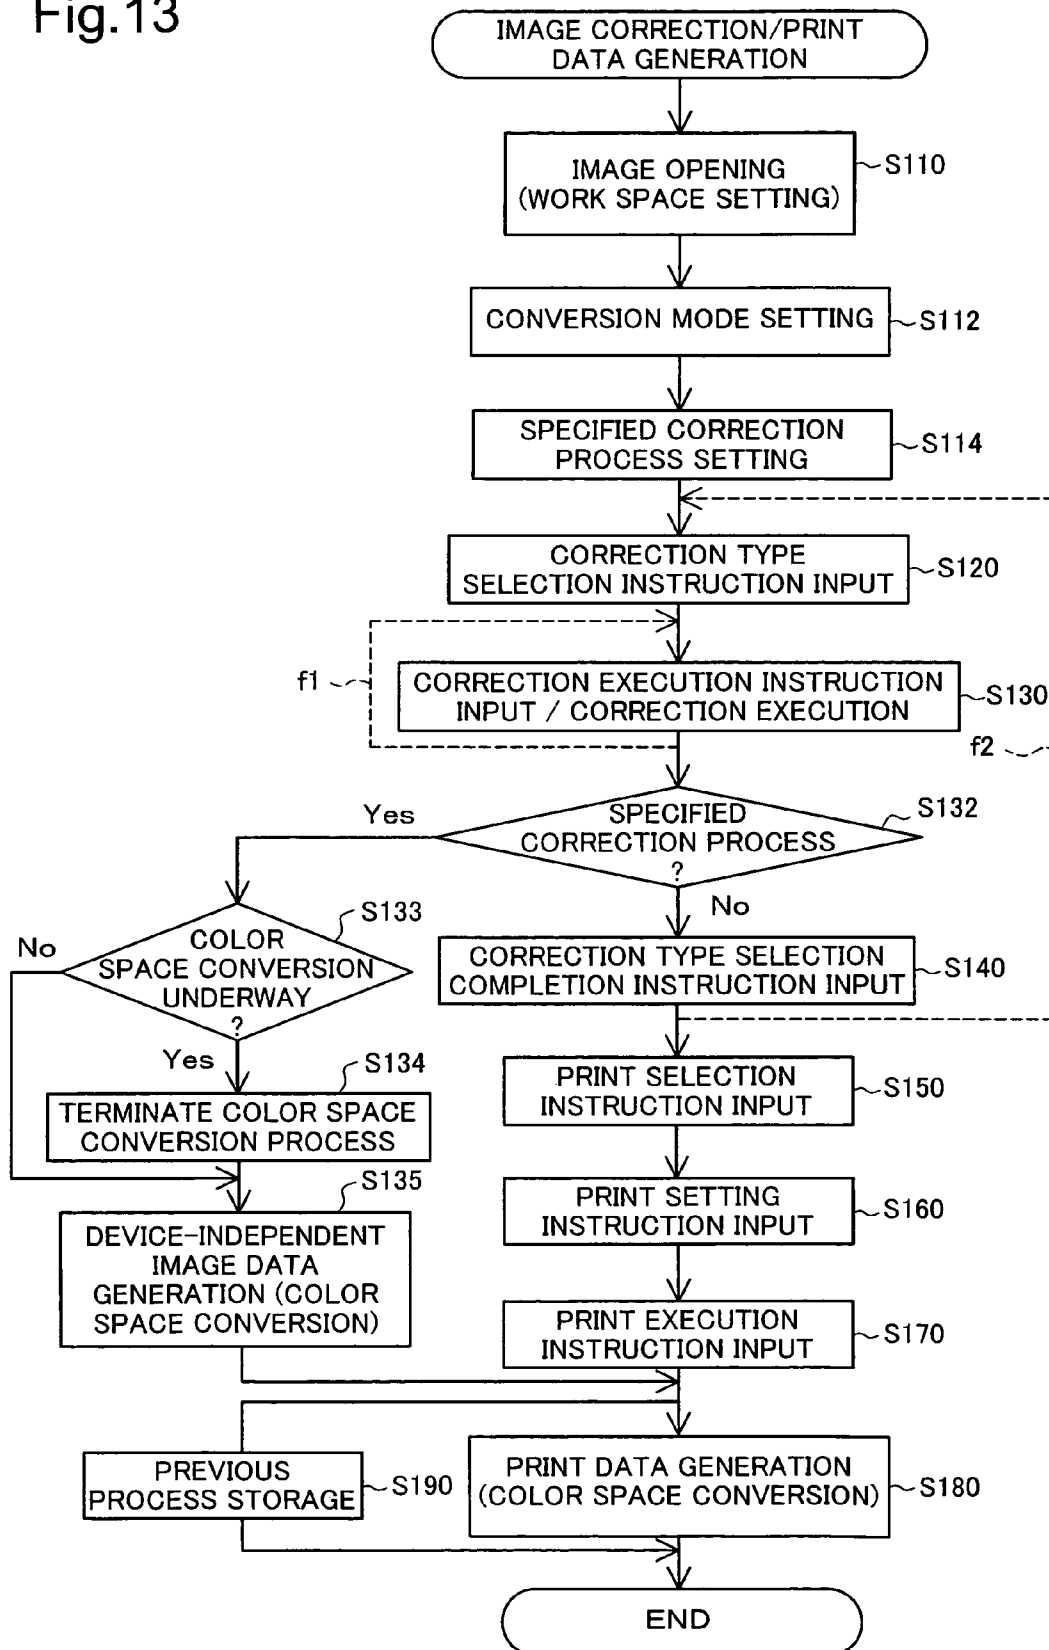 Fig.13
IMAGE CORRECTION/PRINT
DATA GENERATION
IMAGE OPENING
(WORK SPACE SETTING)
S110
CONVERSION MODE SETTING
S112
SPECIFIED CORRECTION
PROCESS SETTING
S114
CORRECTION TYPE
SELECTION INSTRUCTION INPUT
S120
f1
CORRECTION EXECUTION INSTRUCTION
INPUT / CORRECTION EXECUTION
S130
f2
SPECIFIED
CORRECTION PROCESS
?
S132
Yes
No
COLOR
SPACE CONVERSION
UNDERWAY
?
S133
No
Yes
CORRECTION TYPE SELECTION
COMPLETION INSTRUCTION INPUT
S140
TERMINATE COLOR SPACE
CONVERSION PROCESS
S134
PRINT SELECTION
INSTRUCTION INPUT
S150
DEVICE-INDEPENDENT
IMAGE DATA
GENERATION (COLOR
SPACE CONVERSION)
S135
PRINT SETTING
INSTRUCTION INPUT
S160
PRINT EXECUTION
INSTRUCTION INPUT
S170
PREVIOUS
PROCESS STORAGE
S190
PRINT DATA GENERATION
(COLOR SPACE CONVERSION)
S180
END